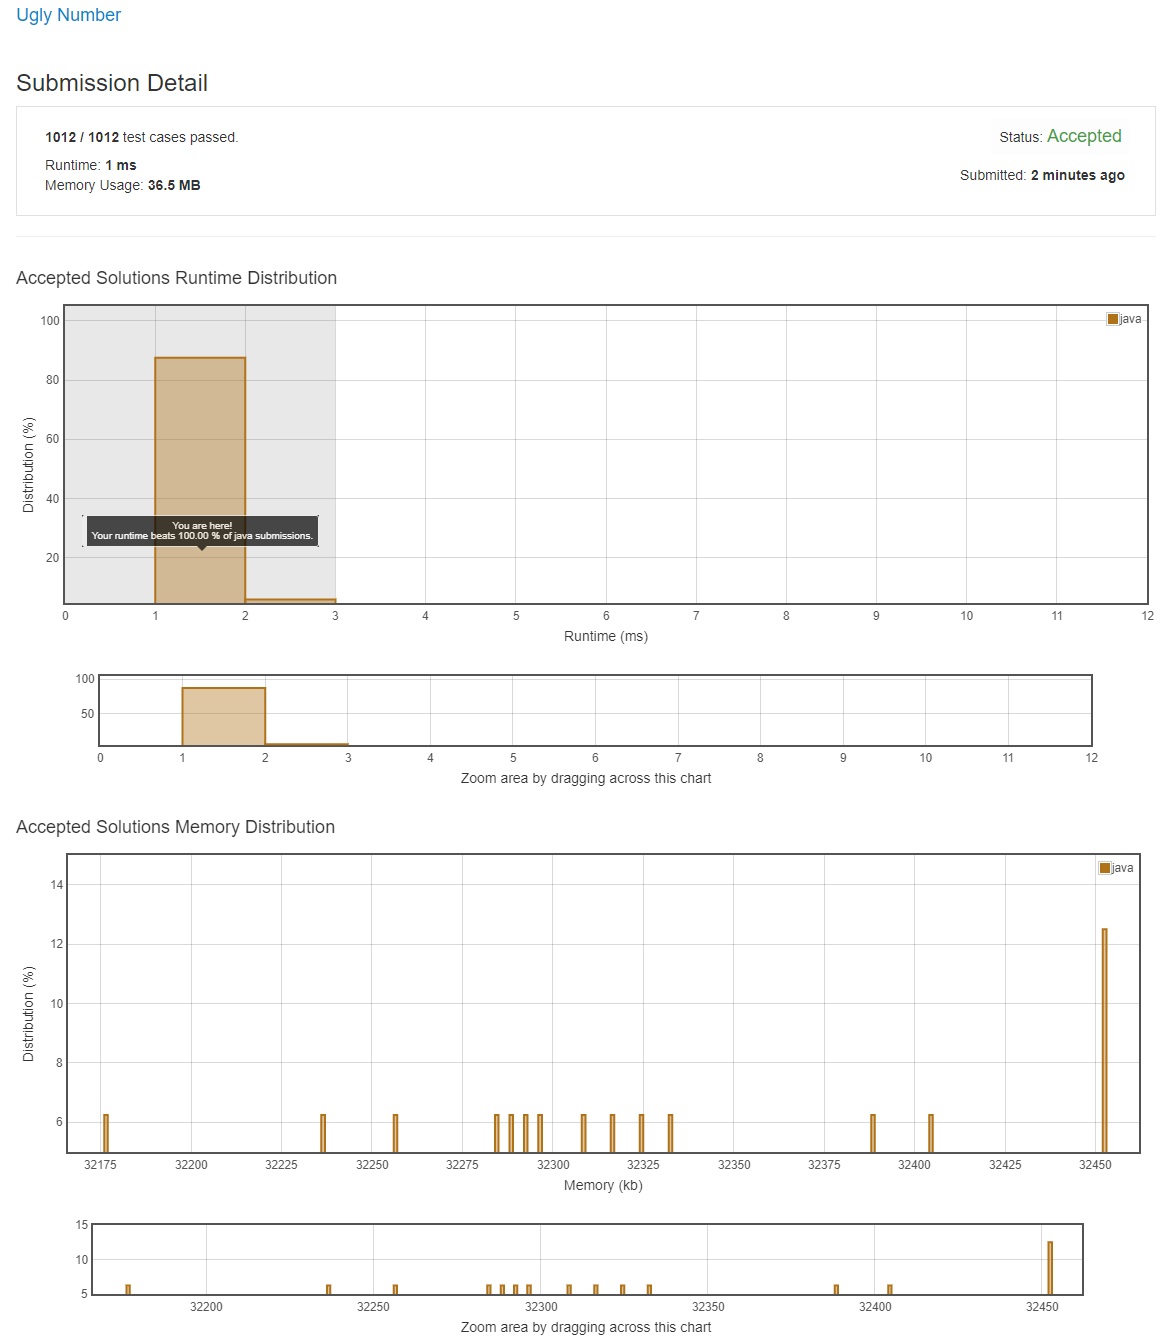 Ugly Number
Submission Detail
1012 / 1012 test cases passed.
Status: Accepted
Runtime: 1 ms
Memory Usage: 36.5 MB
Submitted: 2 minutes ago
Accepted Solutions Runtime Distribution
java
100
80
60
40
20
Distribution (%)
You are here!
Your runtime beats 100.00 % of java submissions.
0 1 2 3 4 5 6 7 8 9 10 11 12
Runtime (ms)
100
50
0 1 2 3 4 5 6 7 8 9 10 11 12
Zoom area by dragging across this chart
Accepted Solutions Memory Distribution
java
14
12
10
8
6
Distribution (%)
32175 32200 32225 32250 32275 32300 32325 32350 32375 32400 32425 32450
Memory (kb)
15
10
5
32200 32250 32300 32350 32400 32450
Zoom area by dragging across this chart